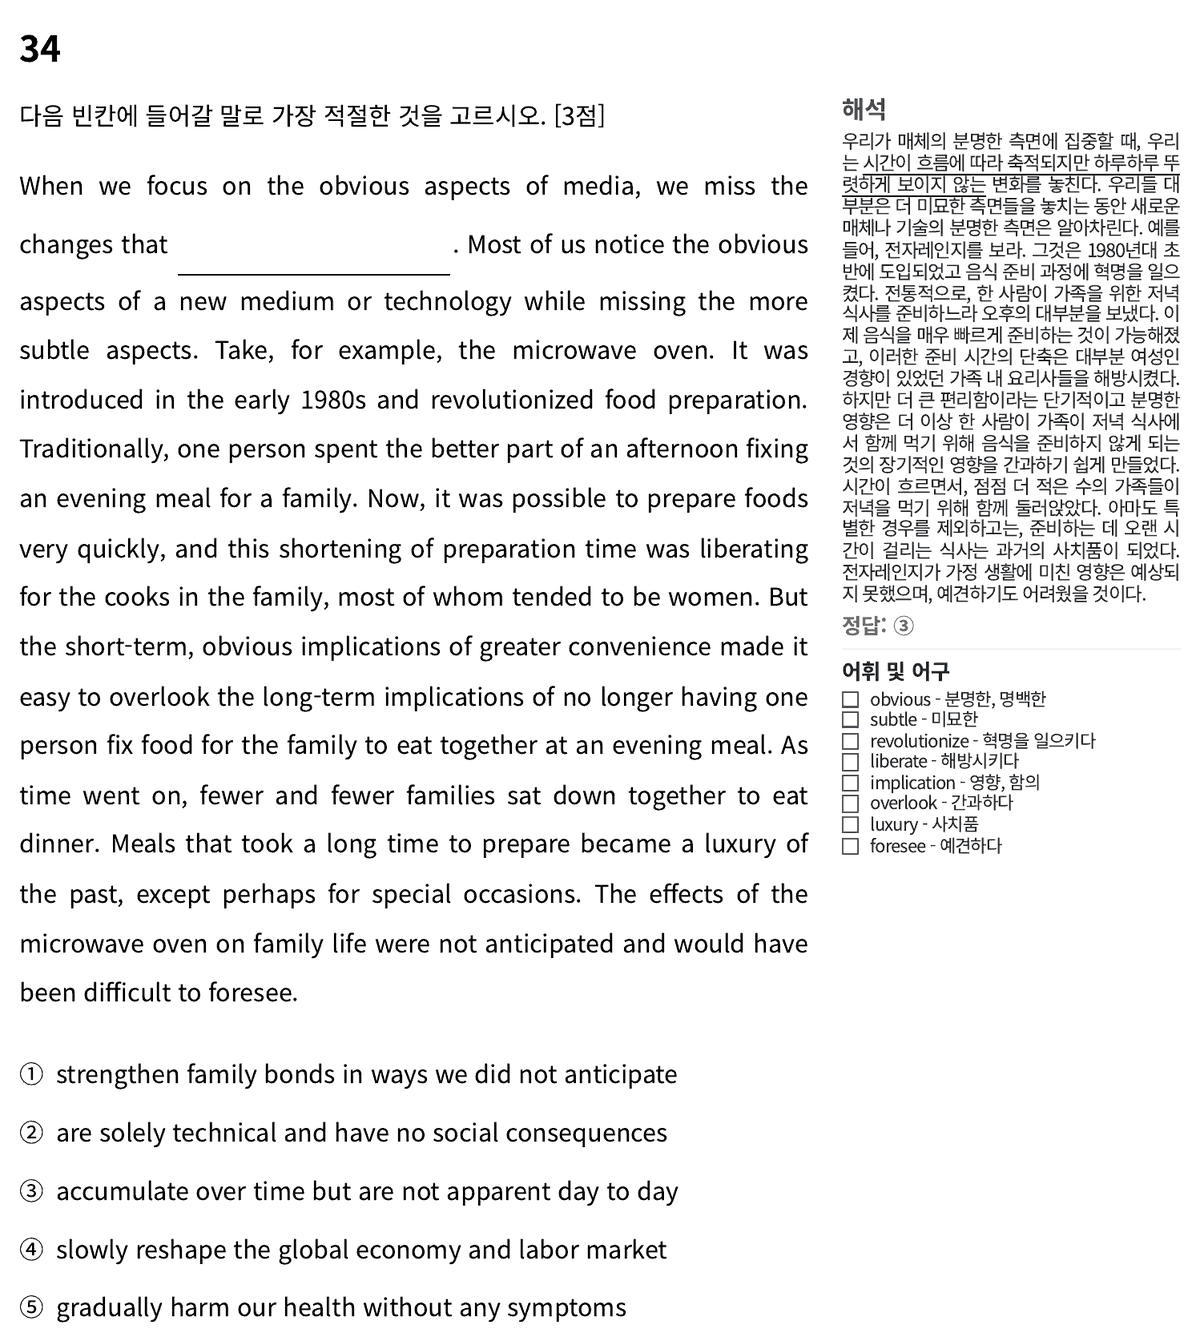 34
다음 빈칸에 들어갈 말로 가장 적절한 것을 고르시오. [3점]
When we focus on the obvious aspects of media, we miss the
changes that ____________________. Most of us notice the obvious
aspects of a new medium or technology while missing the more
subtle aspects. Take, for example, the microwave oven. It was
introduced in the early 1980s and revolutionized food preparation.
Traditionally, one person spent the better part of an afternoon fixing
an evening meal for a family. Now, it was possible to prepare foods
very quickly, and this shortening of preparation time was liberating
for the cooks in the family, most of whom tended to be women. But
the short-term, obvious implications of greater convenience made it
easy to overlook the long-term implications of no longer having one
person fix food for the family to eat together at an evening meal. As
time went on, fewer and fewer families sat down together to eat
dinner. Meals that took a long time to prepare became a luxury of
the past, except perhaps for special occasions. The effects of the
microwave oven on family life were not anticipated and would have
been difficult to foresee.
① strengthen family bonds in ways we did not anticipate
② are solely technical and have no social consequences
③ accumulate over time but are not apparent day to day
④ slowly reshape the global economy and labor market
⑤ gradually harm our health without any symptoms
해석
우리가 매체의 분명한 측면에 집중할 때, 우리
는 시간이 흐름에 따라 축적되지만 하루하루 뚜
렷하게 보이지 않는 변화를 놓친다. 우리들 대
부분은 더 미묘한 측면들을 놓치는 동안 새로운
매체나 기술의 분명한 측면은 알아차린다. 예를
들어, 전자레인지를 보라. 그것은 1980년대 초
반에 도입되었고 음식 준비 과정에 혁명을 일으
켰다. 전통적으로, 한 사람이 가족을 위한 저녁
식사를 준비하느라 오후의 대부분을 보냈다. 이
제 음식을 매우 빠르게 준비하는 것이 가능해졌
고, 이러한 준비 시간의 단축은 대부분 여성인
경향이 있었던 가족 내 요리사들을 해방시켰다.
하지만 더 큰 편리함이라는 단기적이고 분명한
영향은 더 이상 한 사람이 가족이 저녁 식사에
서 함께 먹기 위해 음식을 준비하지 않게 되는
것의 장기적인 영향을 간과하기 쉽게 만들었다.
시간이 흐르면서, 점점 더 적은 수의 가족들이
저녁을 먹기 위해 함께 둘러앉았다. 아마도 특
별한 경우를 제외하고는, 준비하는 데 오랜 시
간이 걸리는 식사는 과거의 사치품이 되었다.
전자레인지가 가정 생활에 미친 영향은 예상되
지 못했으며, 예견하기도 어려웠을 것이다.
정답: ③
어휘 및 어구
□ obvious - 분명한, 명백한
□ subtle - 미묘한
□ revolutionize - 혁명을 일으키다
□ liberate - 해방시키다
□ implication - 영향, 함의
□ overlook - 간과하다
□ luxury - 사치품
□ foresee - 예견하다